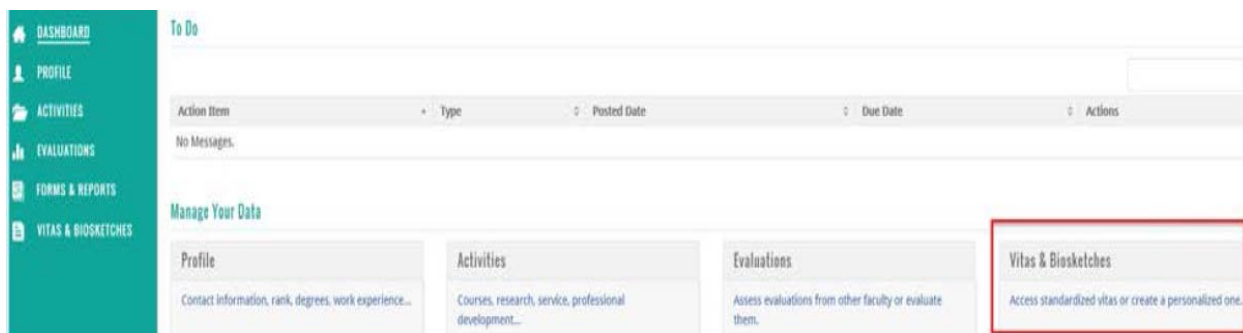 DASHBOARD
PROFILE
ACTIVITIES
EVALUATIONS
FORMS & REPORTS
VITAS & BIOSKETCHES
To Do
Action Item Type Posted Date Due Date Actions
No Messages.
Manage Your Data
Profile
Contact information, rank, degrees, work experience...
Activities
Courses, research, service, professional
development...
Evaluations
Assess evaluations from other faculty or evaluate
them.
Vitas & Biosketches
Access standardized vitas or create a personalized one.